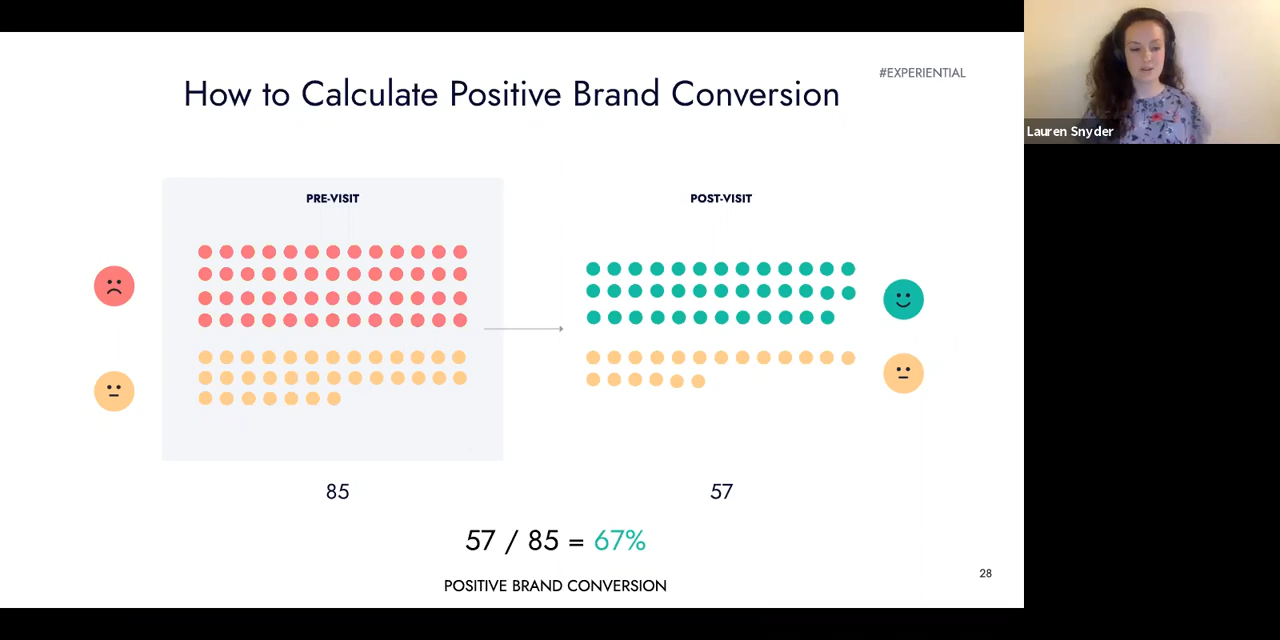 #EXPERIENTIAL
How to Calculate Positive Brand Conversion
Lauren Snyder
PRE-VISIT
POST-VISIT
85
57
57 / 85 = 67%
28
POSITIVE BRAND CONVERSION